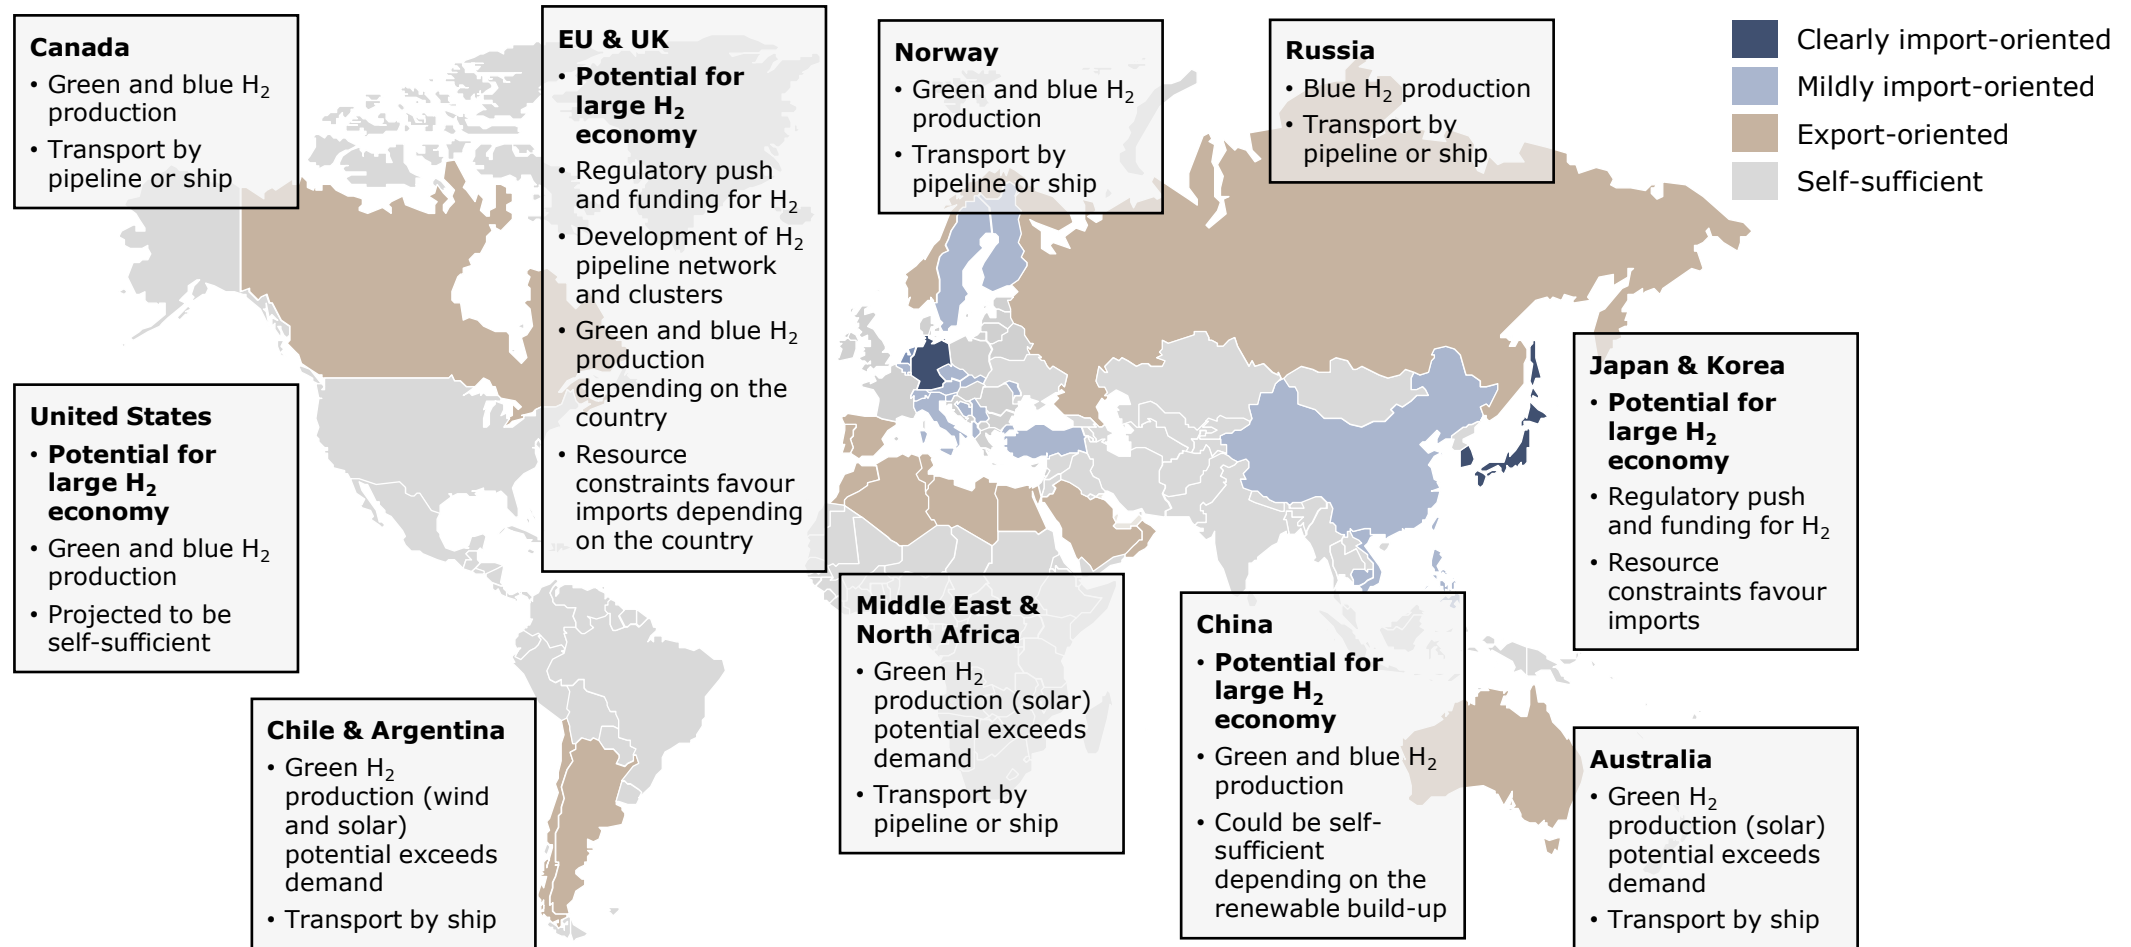 Canada
• Green and blue H₂
production
• Transport by
pipeline or ship
EU & UK
• Potential for
large H₂
economy
• Regulatory push
and funding for H₂
• Development of H₂
pipeline network
and clusters
• Green and blue H₂
production
depending on the
country
• Resource
constraints favour
imports depending
on the country
Norway
• Green and blue H₂
production
• Transport by
pipeline or ship
Russia
• Blue H₂ production
• Transport by
pipeline or ship
Clearly import-oriented
Mildly import-oriented
Export-oriented
Self-sufficient
United States
• Potential for
large H₂
economy
• Green and blue H₂
production
• Projected to be
self-sufficient
Japan & Korea
• Potential for
large H₂
economy
• Regulatory push
and funding for H₂
• Resource
constraints favour
imports
Middle East &
North Africa
• Green H₂
production (solar)
potential exceeds
demand
• Transport by
pipeline or ship
China
• Potential for
large H₂
economy
• Green and blue H₂
production
• Could be self-
sufficient
depending on the
renewable build-up
Chile & Argentina
• Green H₂
production (wind
and solar)
potential exceeds
demand
• Transport by ship
Australia
• Green H₂
production (solar)
potential exceeds
demand
• Transport by ship